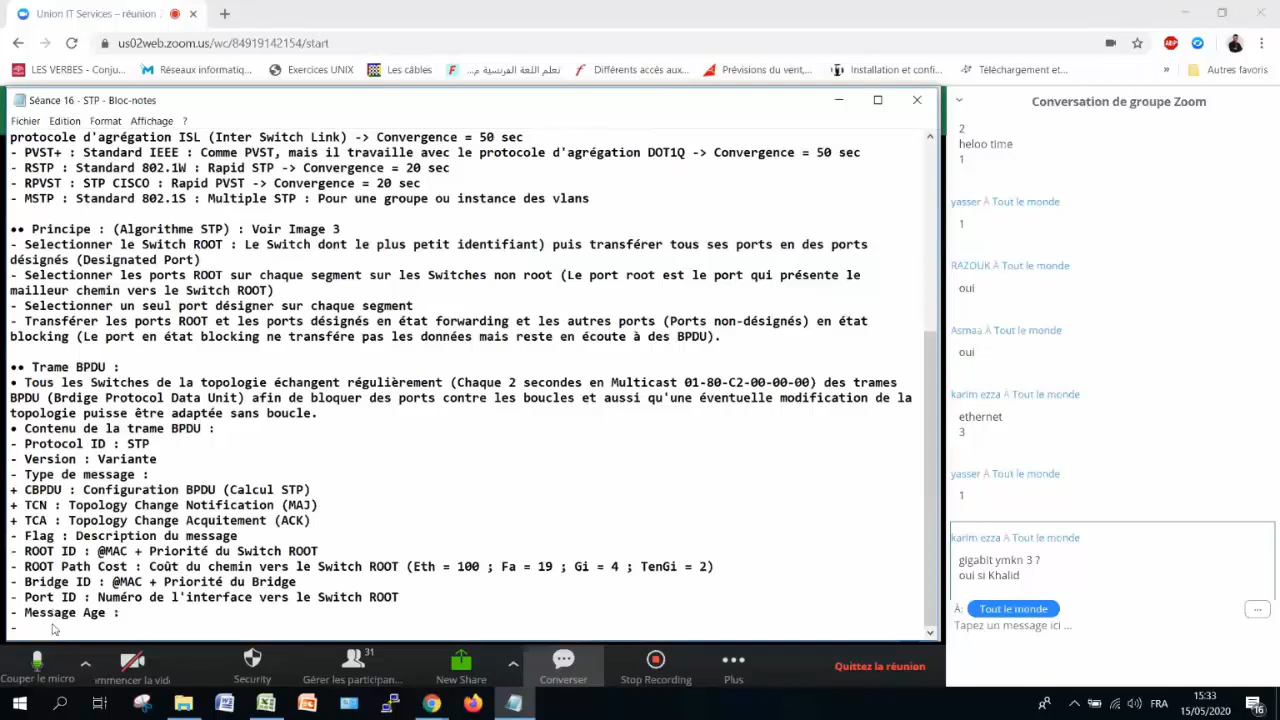 Union IT Services – réunion
us02web.zoom.us/wc/84919142154/start
ABP
LES VERBES - Conju...
Réseaux informatiq...
Exercices UNIX
Les câbles
تعلم اللغة الفرنسية م...
Différents accès aux...
Prévisions du vent,...
Installation et confi...
Téléchargement et...
»
Autres favoris
Séance 16 - STP - Bloc-notes
Fichier Edition Format Affichage ?
protocole d'agrégation ISL (Inter Switch Link) -> Convergence = 50 sec
- PVST+ : Standard IEEE : Comme PVST, mais il travaille avec le protocole d'agrégation DOT1Q -> Convergence = 50 sec
- RSTP : Standard 802.1W : Rapid STP -> Convergence = 20 sec
- RPVST : STP CISCO : Rapid PVST -> Convergence = 20 sec
- MSTP : Standard 802.1S : Multiple STP : Pour une groupe ou instance des vlans
•• Principe : (Algorithme STP) : Voir Image 3
- Selectionner le Switch ROOT : Le Switch dont le plus petit identifiant) puis transférer tous ses ports en des ports
désignés (Designated Port)
- Selectionner les ports ROOT sur chaque segment sur les Switches non root (Le port root est le port qui présente le
mailleur chemin vers le Switch ROOT)
- Selectionner un seul port désigner sur chaque segment
- Transférer les ports ROOT et les ports désignés en état forwarding et les autres ports (Ports non-désignés) en état
blocking (Le port en état blocking ne transfére pas les données mais reste en écoute à des BPDU).
•• Trame BPDU :
• Tous les Switches de la topologie échangent régulièrement (Chaque 2 secondes en Multicast 01-80-C2-00-00-00) des trames
BPDU (Brdige Protocol Data Unit) afin de bloquer des ports contre les boucles et aussi qu'une éventuelle modification de la
topologie puisse être adaptée sans boucle.
• Contenu de la trame BPDU :
- Protocol ID : STP
- Version : Variante
- Type de message :
+ CBPDU : Configuration BPDU (Calcul STP)
+ TCN : Topology Change Notification (MAJ)
+ TCA : Topology Change Acquitement (ACK)
- Flag : Description du message
- ROOT ID : @MAC + Priorité du Switch ROOT
- ROOT Path Cost : Coût du chemin vers le Switch ROOT (Eth = 100 ; Fa = 19 ; Gi = 4 ; TenGi = 2)
- Bridge ID : @MAC + Priorité du Bridge
- Port ID : Numéro de l'interface vers le Switch ROOT
- Message Age :
-
Conversation de groupe Zoom
2
heloo time
1
yasser À Tout le monde
1
RAZOUK À Tout le monde
oui
Asmaa À Tout le monde
oui
karim ezza À Tout le monde
ethernet
3
yasser À Tout le monde
1
karim ezza À Tout le monde
gigabit ymkn 3 ?
oui si Khalid
À: Tout le monde ...
Tapez un message ici ...
Couper le micro
mmencer la vid
Security
31
Gérer les participan...
New Share
Converser
Stop Recording
Plus
Quittez la réunion
FRA
15:33
15/05/2020
16